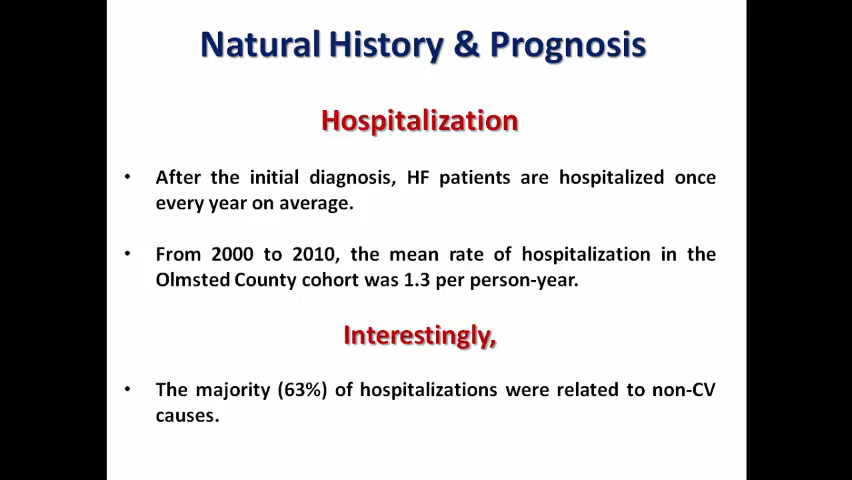 Natural History & Prognosis
Hospitalization
• After the initial diagnosis, HF patients are hospitalized once
every year on average.
• From 2000 to 2010, the mean rate of hospitalization in the
Olmsted County cohort was 1.3 per person-year.
Interestingly,
• The majority (63%) of hospitalizations were related to non-CV
causes.